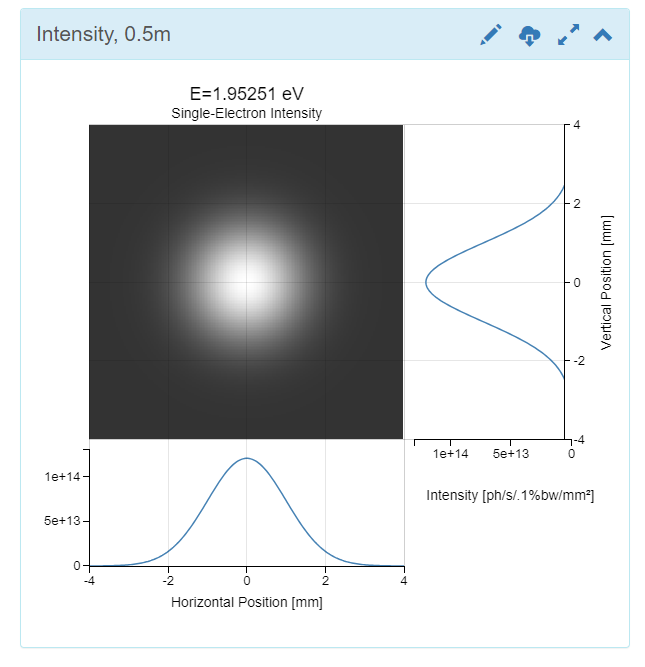 Intensity, 0.5m
E=1.95251 eV
Single-Electron Intensity
4
2
0
-2
-4
Vertical Position [mm]
1e+14
5e+13
0
Intensity [ph/s/.1%bw/mm²]
1e+14
5e+13
0
-4
-2
0
2
4
Horizontal Position [mm]